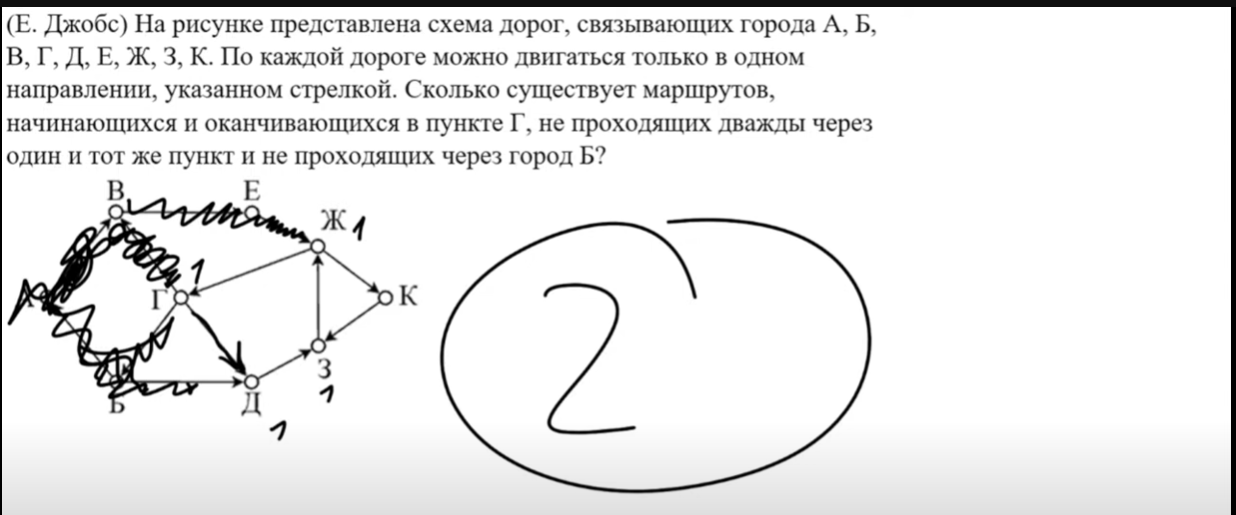 (Е. Джобс) На рисунке представлена схема дорог, связывающих города А, Б,
В, Г, Д, Е, Ж, З, К. По каждой дороге можно двигаться только в одном
направлении, указанном стрелкой. Сколько существует маршрутов,
начинающихся и оканчивающихся в пункте Г, не проходящих дважды через
один и тот же пункт и не проходящих через город Б?
В Е
Ж 1
1
Г К
З
1
Б Д
1
2